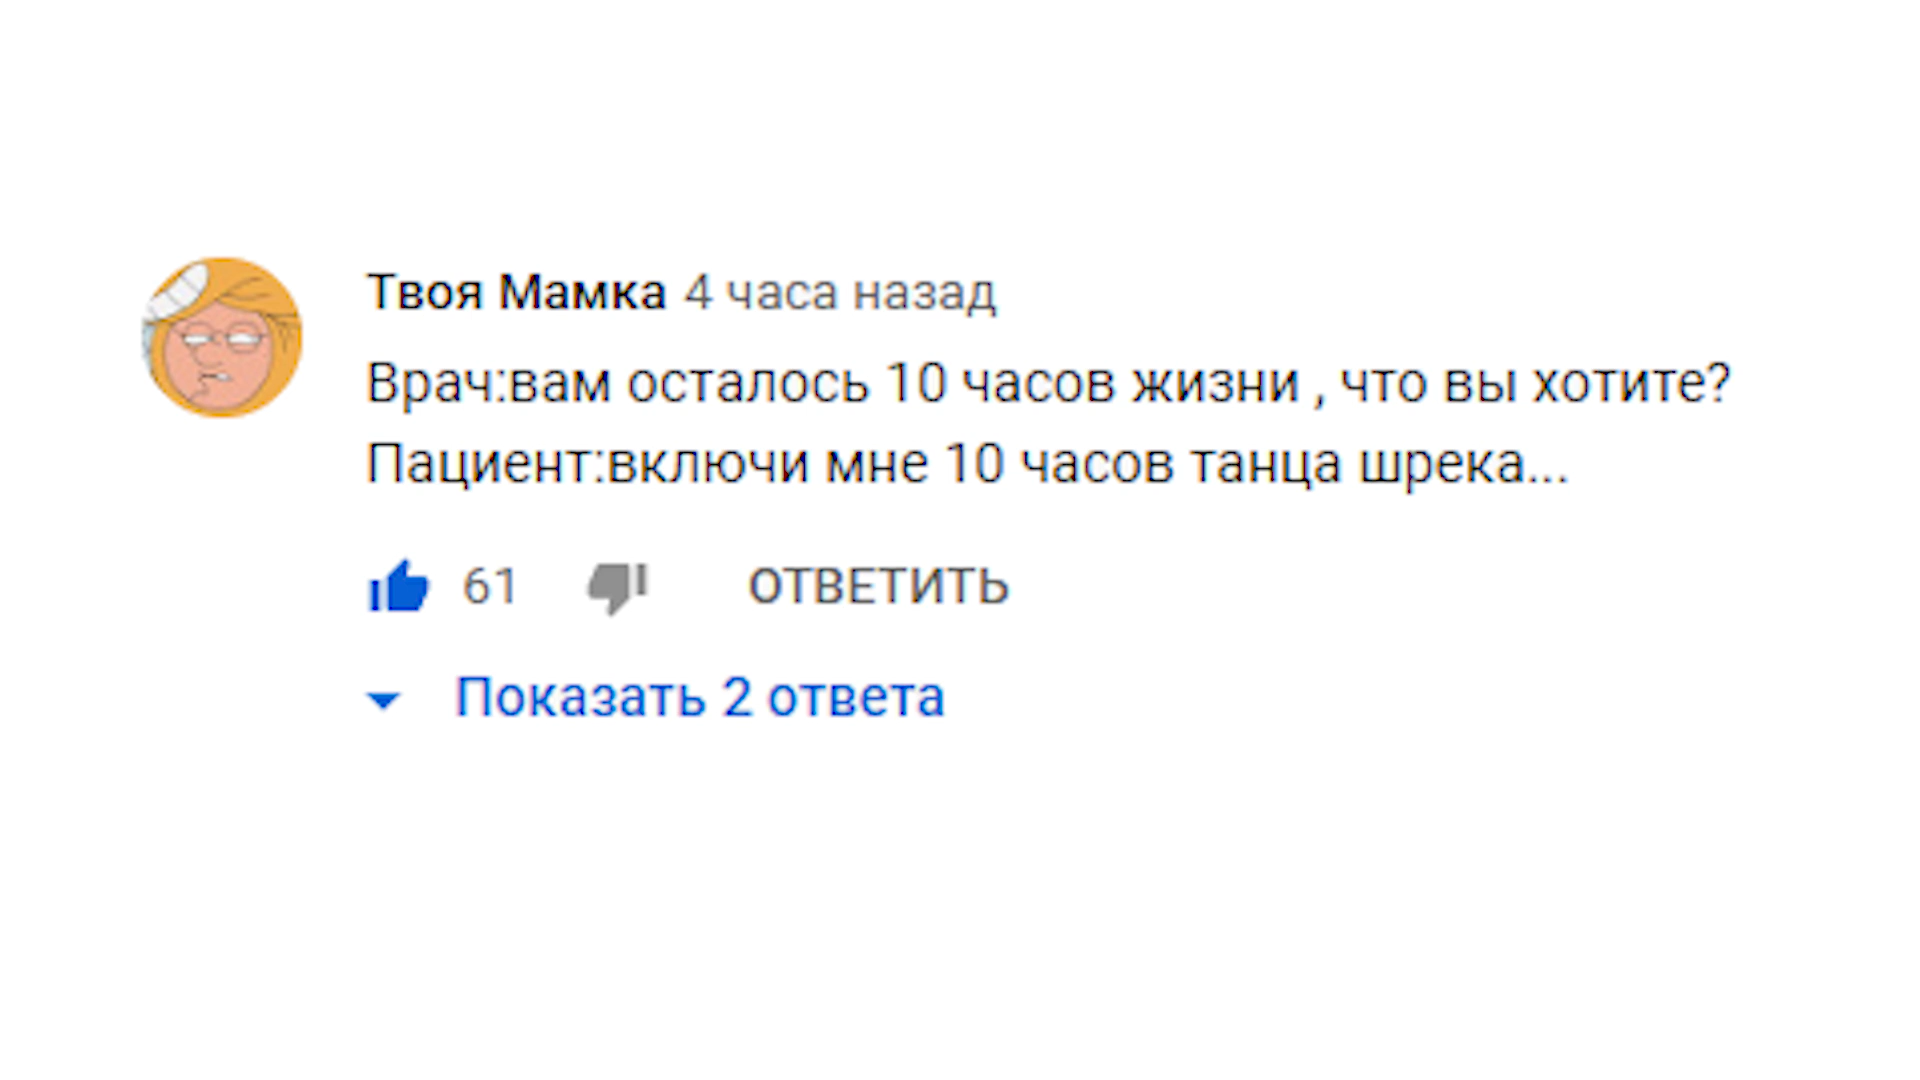 Твоя Мамка 4 часа назад
Врач:вам осталось 10 часов жизни , что вы хотите?
Пациент:включи мне 10 часов танца шрека...
61 ОТВЕТИТЬ
Показать 2 ответа